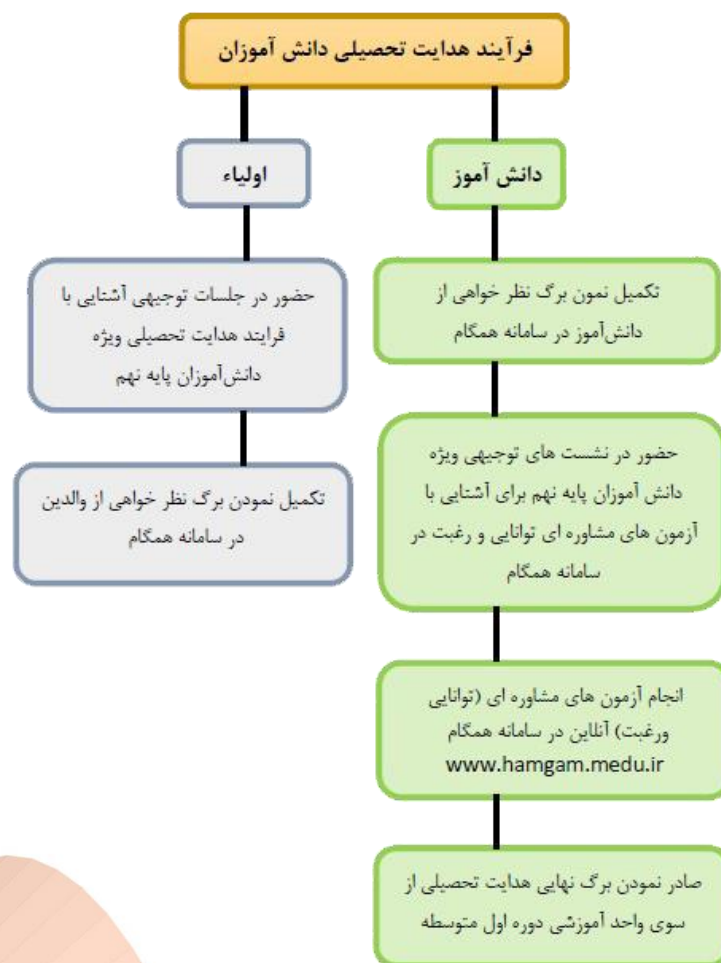 فرآیند هدایت تحصیلی دانش آموزان
دانش آموز
تکمیل نمون برگ نظر خواهی از
دانش‌آموز در سامانه همگام
حضور در نشست های توجیهی ویژه
دانش آموزان پایه نهم برای آشنایی با
آزمون های مشاوره ای توانایی و رغبت در
سامانه همگام
انجام آزمون های مشاوره ای (توانایی
ورغبت) آنلاین در سامانه همگام
www.hamgam.medu.ir
صادر نمودن برگ نهایی هدایت تحصیلی از
سوی واحد آموزشی دوره اول متوسطه
اولیاء
حضور در جلسات توجیهی آشنایی با
فرایند هدایت تحصیلی ویژه
دانش‌آموزان پایه نهم
تکمیل نمودن برگ نظر خواهی از والدین
در سامانه همگام